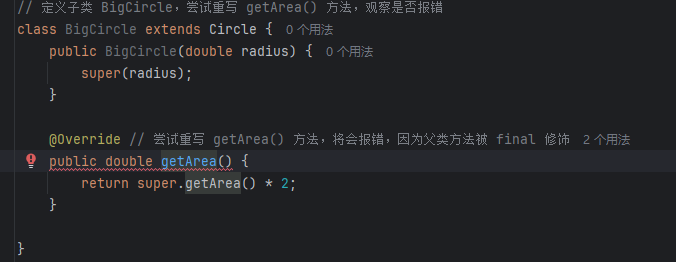 // 定义子类 BigCircle，尝试重写 getArea() 方法，观察是否报错
class BigCircle extends Circle { 0 个用法
public BigCircle(double radius) { 0 个用法
super(radius);
}
@Override // 尝试重写 getArea() 方法，将会报错，因为父类方法被 final 修饰 2 个用法
public double getArea() {
return super.getArea() * 2;
}
}